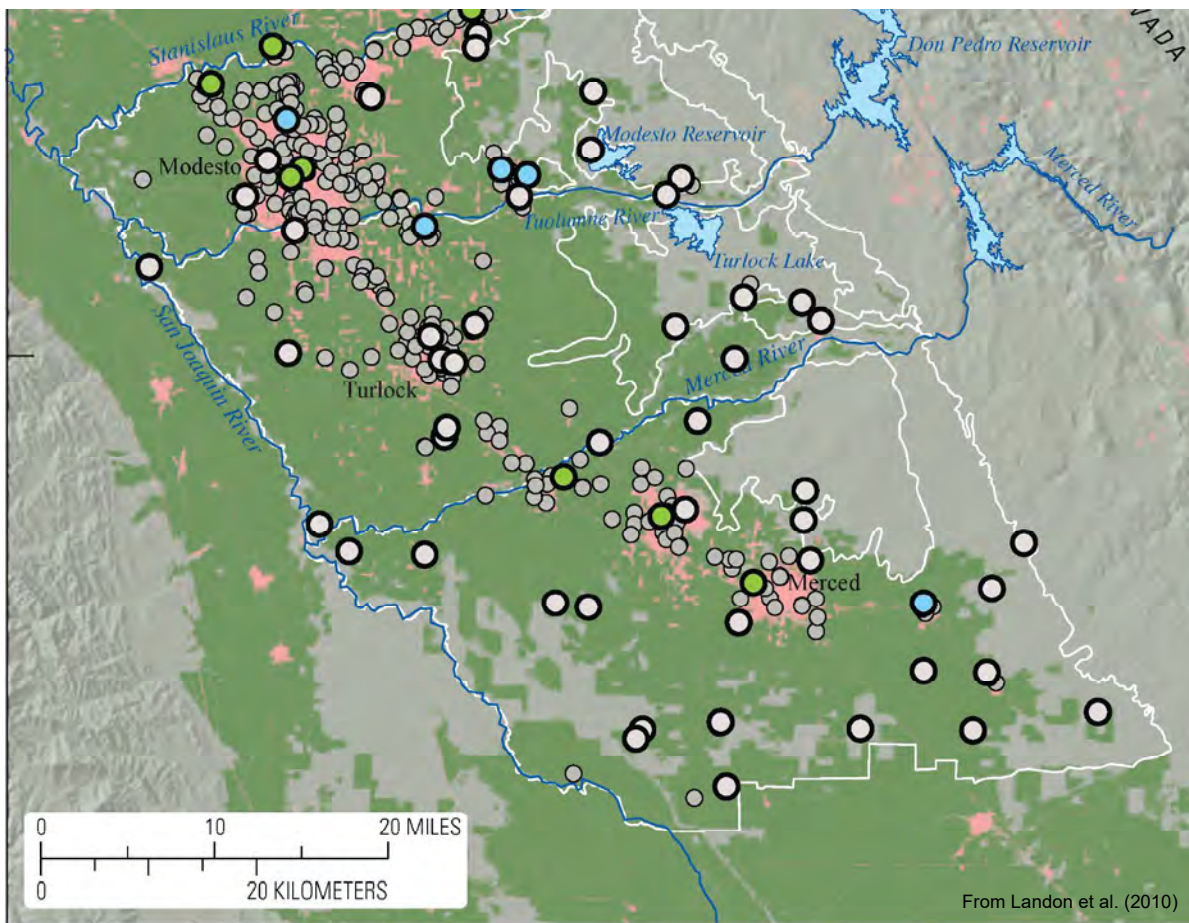 VADA
Stanislaus River
Don Pedro Reservoir
Modesto Reservoir
Merced River
Modesto
Tuolumne River
Turlock Lake
San Joaquin River
Merced River
Turlock
Merced
0 10 20 MILES
0 20 KILOMETERS
From Landon et al. (2010)